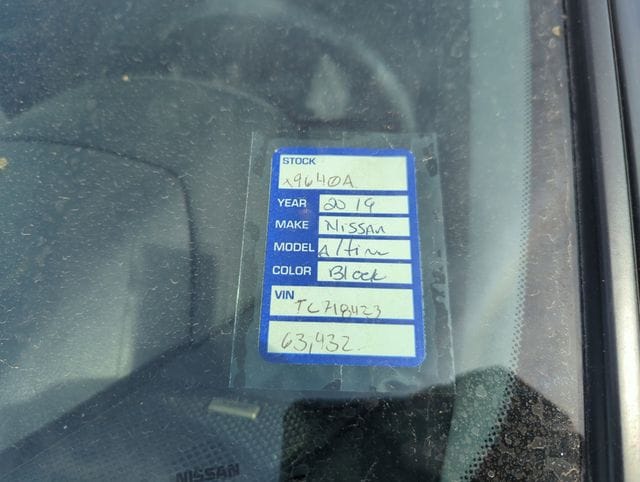 STOCK
19640A
YEAR 2019
MAKE Nissan
MODEL Altima
COLOR Black
VIN
TC718423
63,432
NISSAN